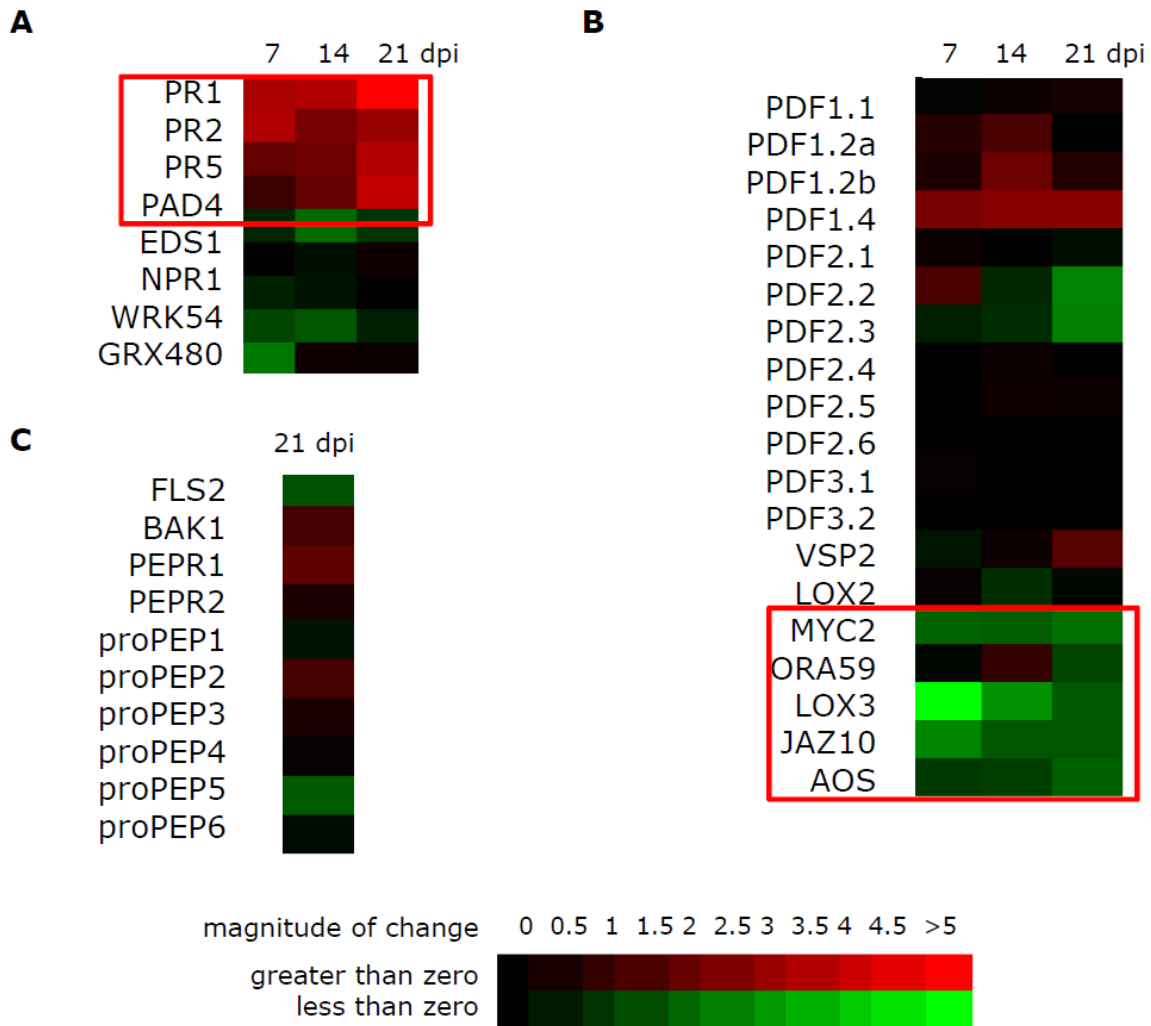 A
7 14 21 dpi
PR1
PR2
PR5
PAD4
EDS1
NPR1
WRK54
GRX480
B
7 14 21 dpi
PDF1.1
PDF1.2a
PDF1.2b
PDF1.4
PDF2.1
PDF2.2
PDF2.3
PDF2.4
PDF2.5
PDF2.6
PDF3.1
PDF3.2
VSP2
LOX2
MYC2
ORA59
LOX3
JAZ10
AOS
C
21 dpi
FLS2
BAK1
PEPR1
PEPR2
proPEP1
proPEP2
proPEP3
proPEP4
proPEP5
proPEP6
magnitude of change 0 0.5 1 1.5 2 2.5 3 3.5 4 4.5 >5
greater than zero
less than zero